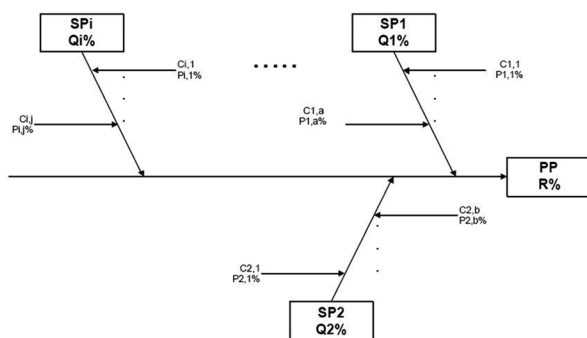 SPi
Qi%
SP1
Q1%
Ci,1
Pi,1%
C1,1
P1,1%
Ci,j
Pi,j%
C1,a
P1,a%
PP
R%
C2,b
P2,b%
C2,1
P2,1%
SP2
Q2%